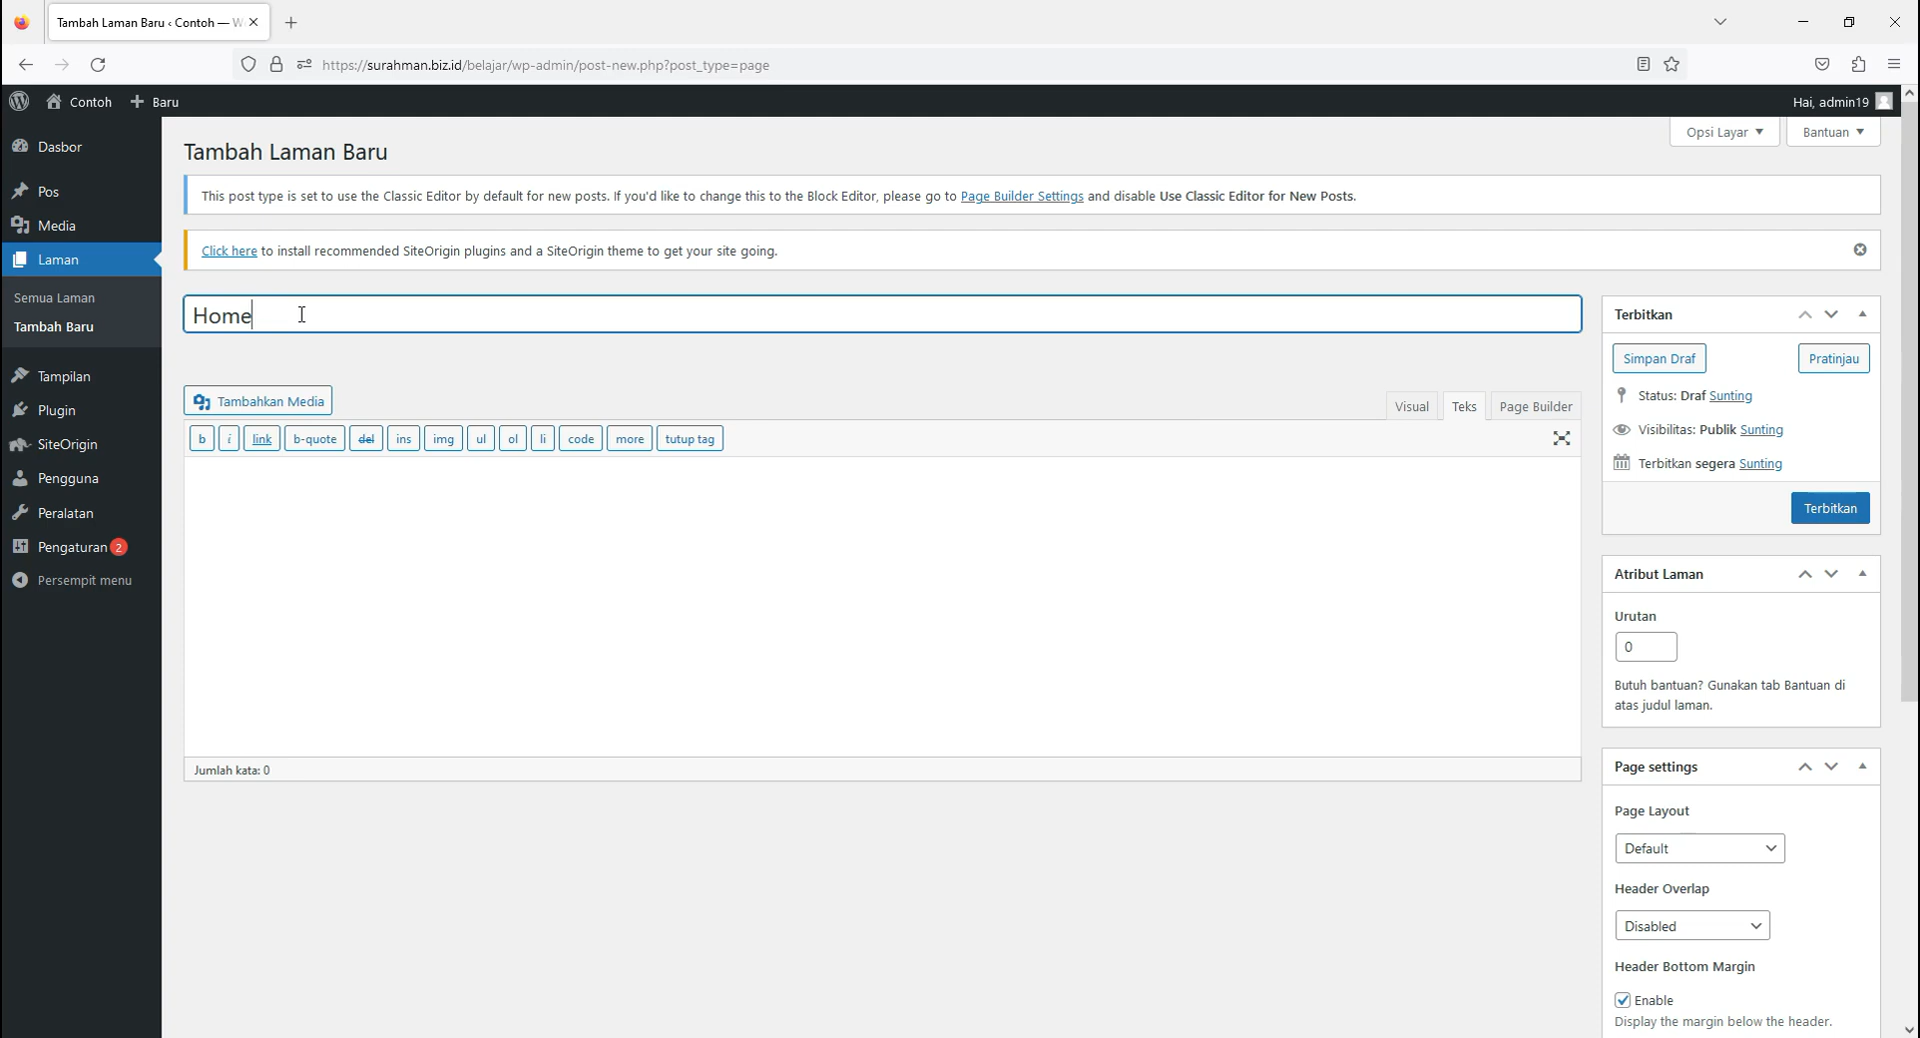 Tambah Laman Baru ‹ Contoh — W
https://surahman.biz.id/belajar/wp-admin/post-new.php?post_type=page
Contoh
Baru
Hai, admin19
Dasbor
Pos
Media
Laman
Semua Laman
Tambah Baru
Tampilan
Plugin
SiteOrigin
Pengguna
Peralatan
Pengaturan 2
Persempit menu
Opsi Layar
Bantuan
Tambah Laman Baru
This post type is set to use the Classic Editor by default for new posts. If you'd like to change this to the Block Editor, please go to Page Builder Settings and disable Use Classic Editor for New Posts.
Click here to install recommended SiteOrigin plugins and a SiteOrigin theme to get your site going.
Home
Tambahkan Media
Visual
Teks
Page Builder
b i link b-quote del ins img ul ol li code more tutup tag
Jumlah kata: 0
Terbitkan
Simpan Draf
Pratinjau
Status: Draf Sunting
Visibilitas: Publik Sunting
Terbitkan segera Sunting
Terbitkan
Atribut Laman
Urutan
0
Butuh bantuan? Gunakan tab Bantuan di
atas judul laman.
Page settings
Page Layout
Default
Header Overlap
Disabled
Header Bottom Margin
Enable
Display the margin below the header.